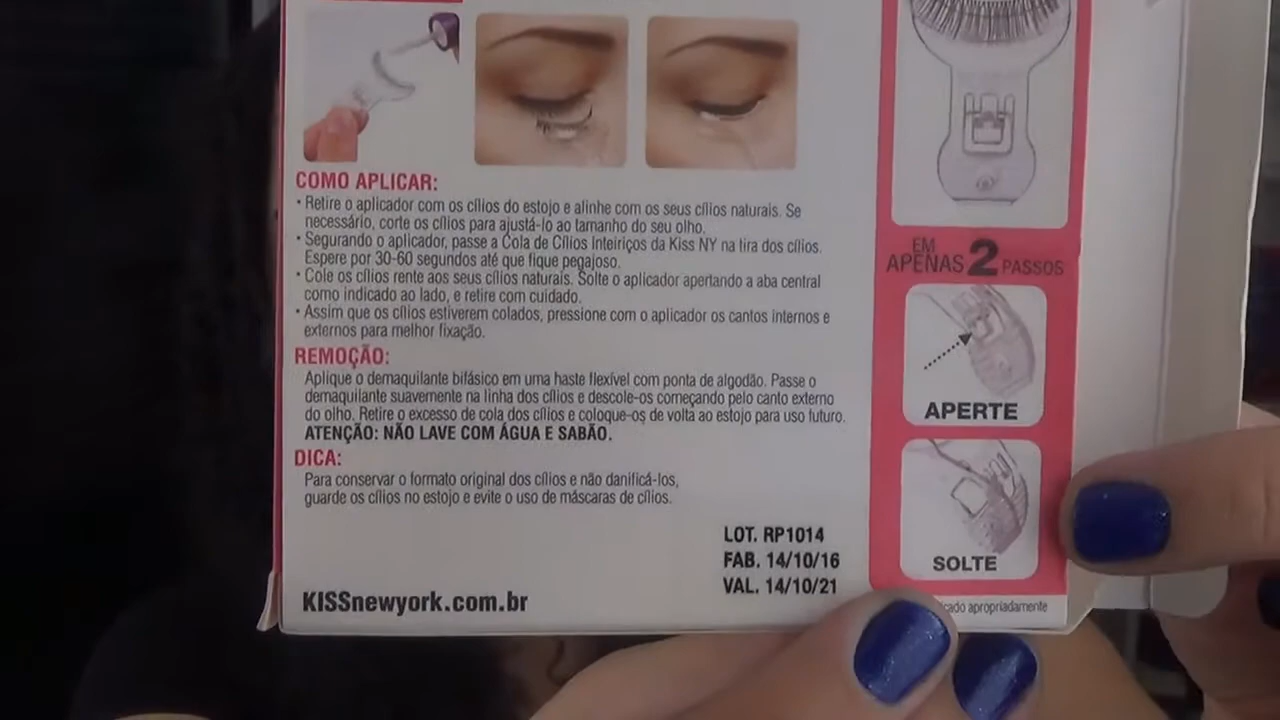 COMO APLICAR:
• Retire o aplicador com os cílios do estojo e alinhe com os seus cílios naturais. Se
necessário, corte os cílios para ajustá-lo ao tamanho do seu olho.
• Segurando o aplicador, passe a Cola de Cílios Inteiriços da Kiss NY na tira dos cílios.
Espere por 30-60 segundos até que fique pegajoso.
• Cole os cílios rente aos seus cílios naturais. Solte o aplicador apertando a aba central
como indicado ao lado, e retire com cuidado.
• Assim que os cílios estiverem colados, pressione com o aplicador os cantos internos e
externos para melhor fixação.
REMOÇÃO:
Aplique o demaquilante bifásico em uma haste flexível com ponta de algodão. Passe o
demaquilante suavemente na linha dos cílios e descole-os começando pelo canto externo
do olho. Retire o excesso de cola dos cílios e coloque-os de volta ao estojo para uso futuro.
ATENÇÃO: NÃO LAVE COM ÁGUA E SABÃO.
DICA:
Para conservar o formato original dos cílios e não danificá-los,
guarde os cílios no estojo e evite o uso de máscaras de cílios.
LOT. RP1014
FAB. 14/10/16
VAL. 14/10/21
KISSnewyork.com.br
EM
APENAS 2 PASSOS
APERTE
SOLTE
apropriadamente